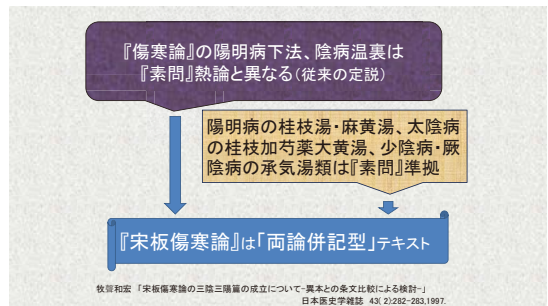 『傷寒論』の陽明病下法、陰病温裏は
『素問』熱論と異なる(従来の定説)
陽明病の桂枝湯・麻黄湯、太陰病
の桂枝加芍薬大黄湯、少陰病・厥
陰病の承気湯類は『素問』準拠
『宋板傷寒論』は「両論併記型」テキスト
牧角和宏 「宋板傷寒論の三陰三陽篇の成立について-異本との条文比較による検討-」
日本医史学雑誌 43(2)282-283,1997.